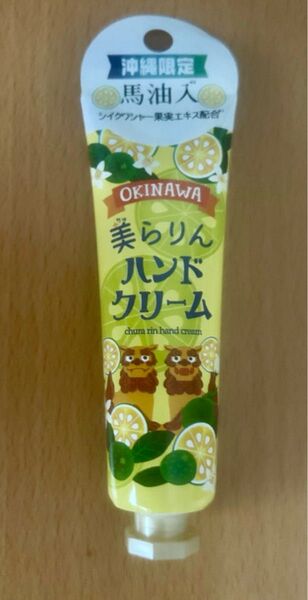 沖縄限定
馬油入*
シイクワシャー果実エキス配合*
OKINAWA
美らりん
ハンド
クリーム
chura rin hand cream